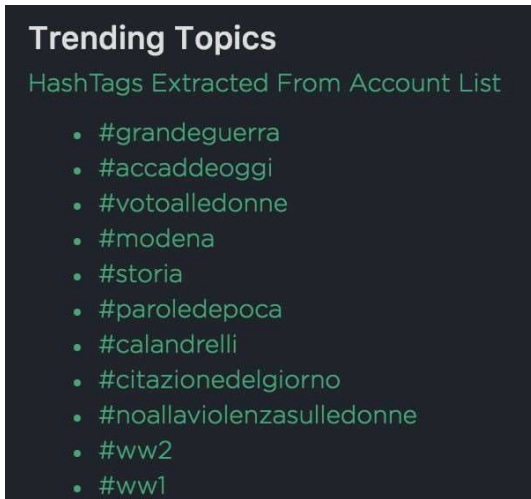 Trending Topics
HashTags Extracted From Account List
• #grandeguerra
• #accaddeoggi
• #votoalledonne
• #modena
• #storia
• #paroledepoca
• #calandrelli
• #citazionedelgiorno
• #noallaviolenzasulledonne
• #ww2
• #ww1